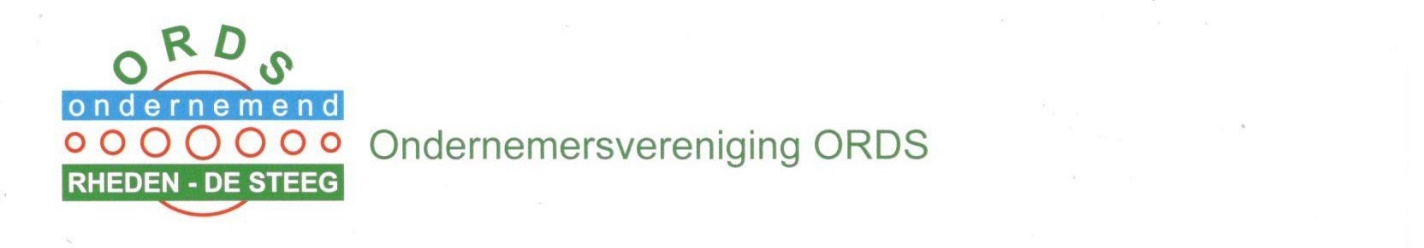 ORDS
ondernemend
RHEDEN - DE STEEG
Ondernemersvereniging ORDS